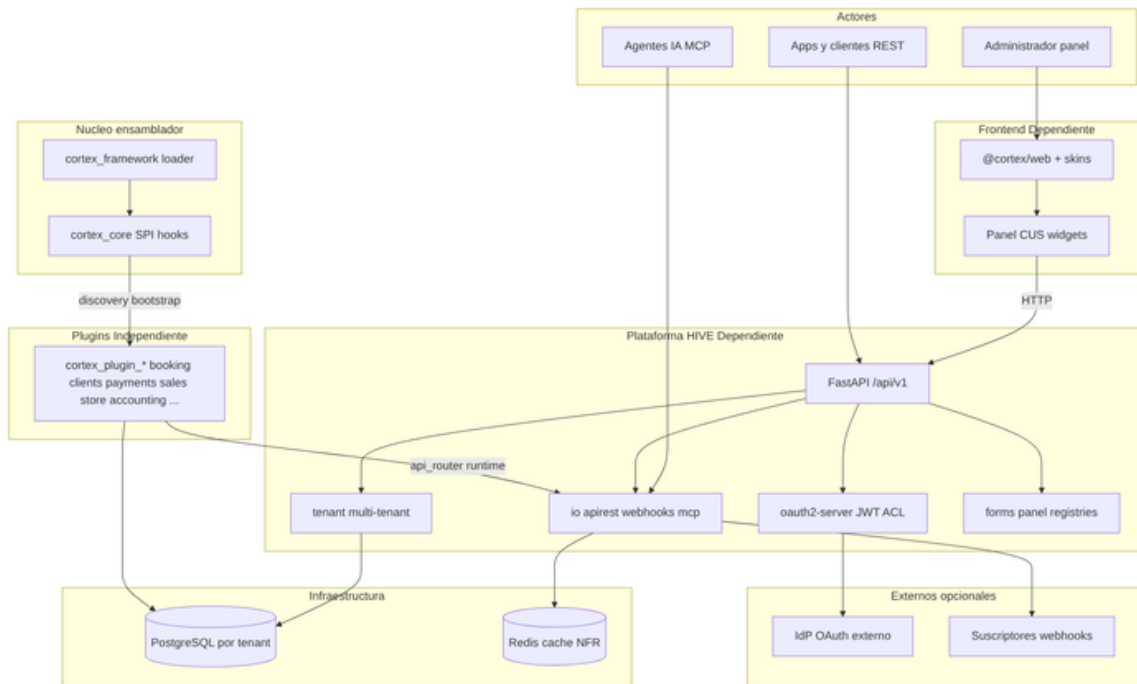 Actores
Agentes IA MCP
Apps y clientes REST
Administrador panel
Nucleo ensamblador
cortex_framework loader
cortex_core SPI hooks
Frontend Dependiente
@cortex/web + skins
Panel CUS widgets
discovery bootstrap
HTTP
Plugins Independiente
cortex_plugin_* booking
clients payments sales
store accounting ...
Plataforma HIVE Dependiente
FastAPI /api/v1
api_router runtime
tenant multi-tenant
io apirest webhooks mcp
oauth2-server JWT ACL
forms panel registries
Infraestructura
PostgreSQL por tenant
Redis cache NFR
Externos opcionales
IdP OAuth externo
Suscriptores webhooks